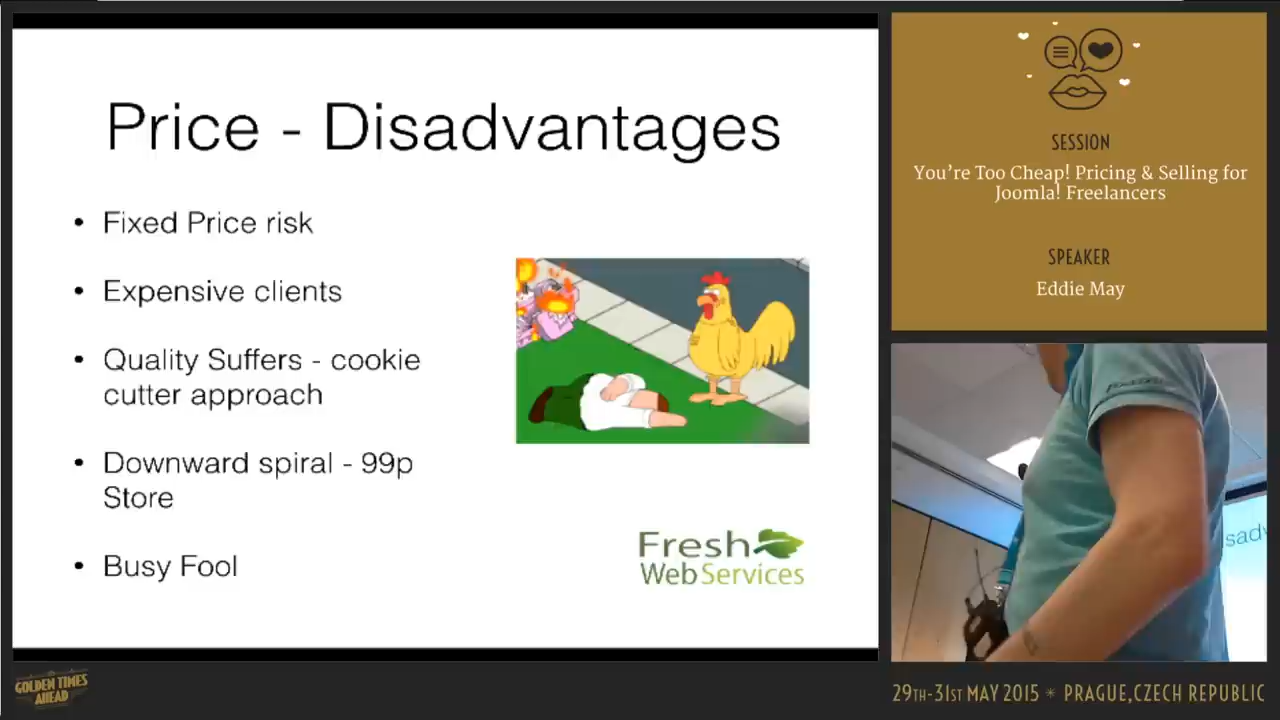 Price - Disadvantages
• Fixed Price risk
• Expensive clients
• Quality Suffers - cookie
cutter approach
• Downward spiral - 99p
Store
• Busy Fool
Fresh
WebServices
SESSION
You're Too Cheap! Pricing & Selling for
Joomla! Freelancers
SPEAKER
Eddie May
sadv
GOLDEN TIMES
AHEAD
29TH-31ST MAY 2015 * PRAGUE,CZECH REPUBLIC